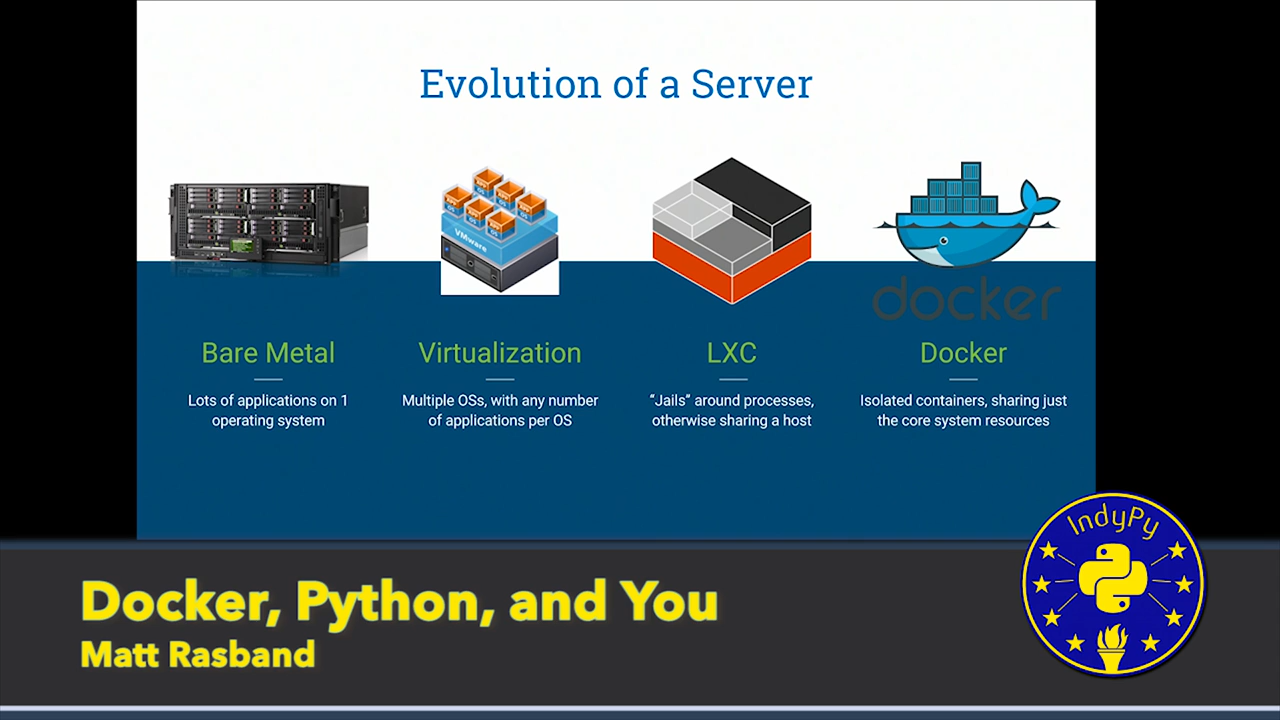 Evolution of a Server
VMware
docker
Bare Metal
Virtualization
LXC
Docker
Lots of applications on 1
operating system
Multiple OSs, with any number
of applications per OS
“Jails” around processes,
otherwise sharing a host
Isolated containers, sharing just
the core system resources
IndyPy
Docker, Python, and You
Matt Rasband